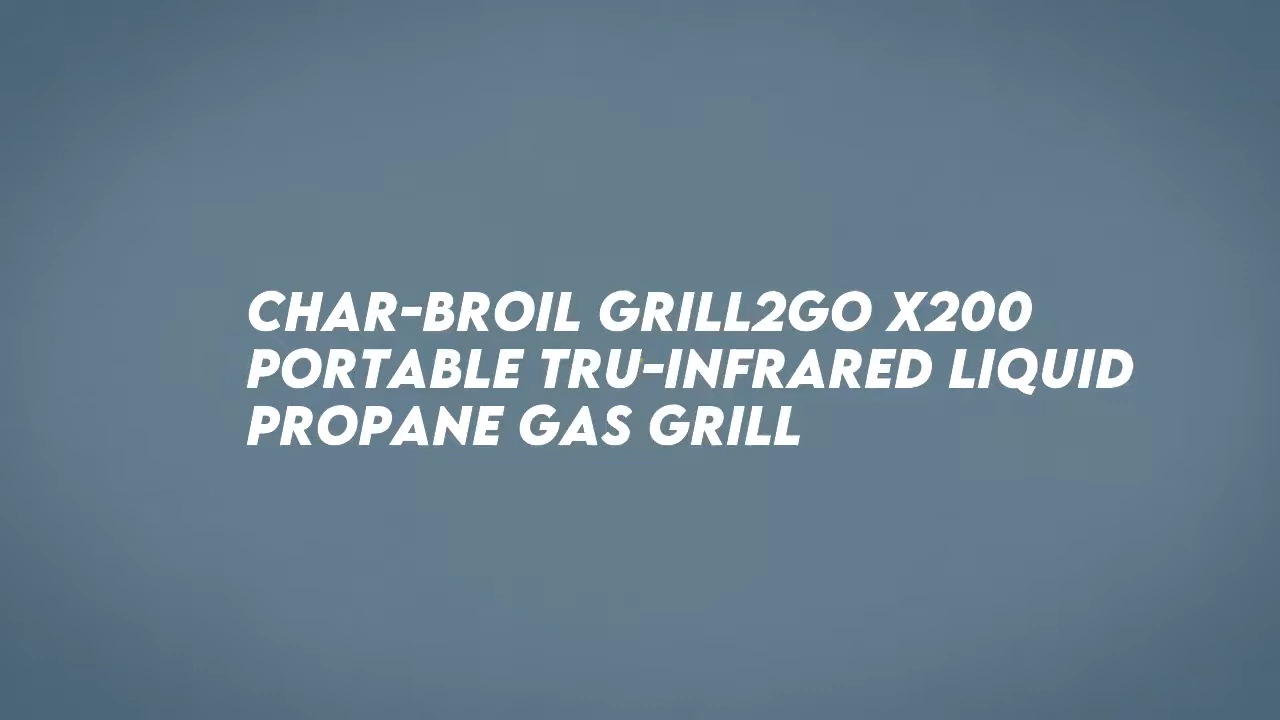 CHAR-BROIL GRILL2GO X200
PORTABLE TRU-INFRARED LIQUID
PROPANE GAS GRILL